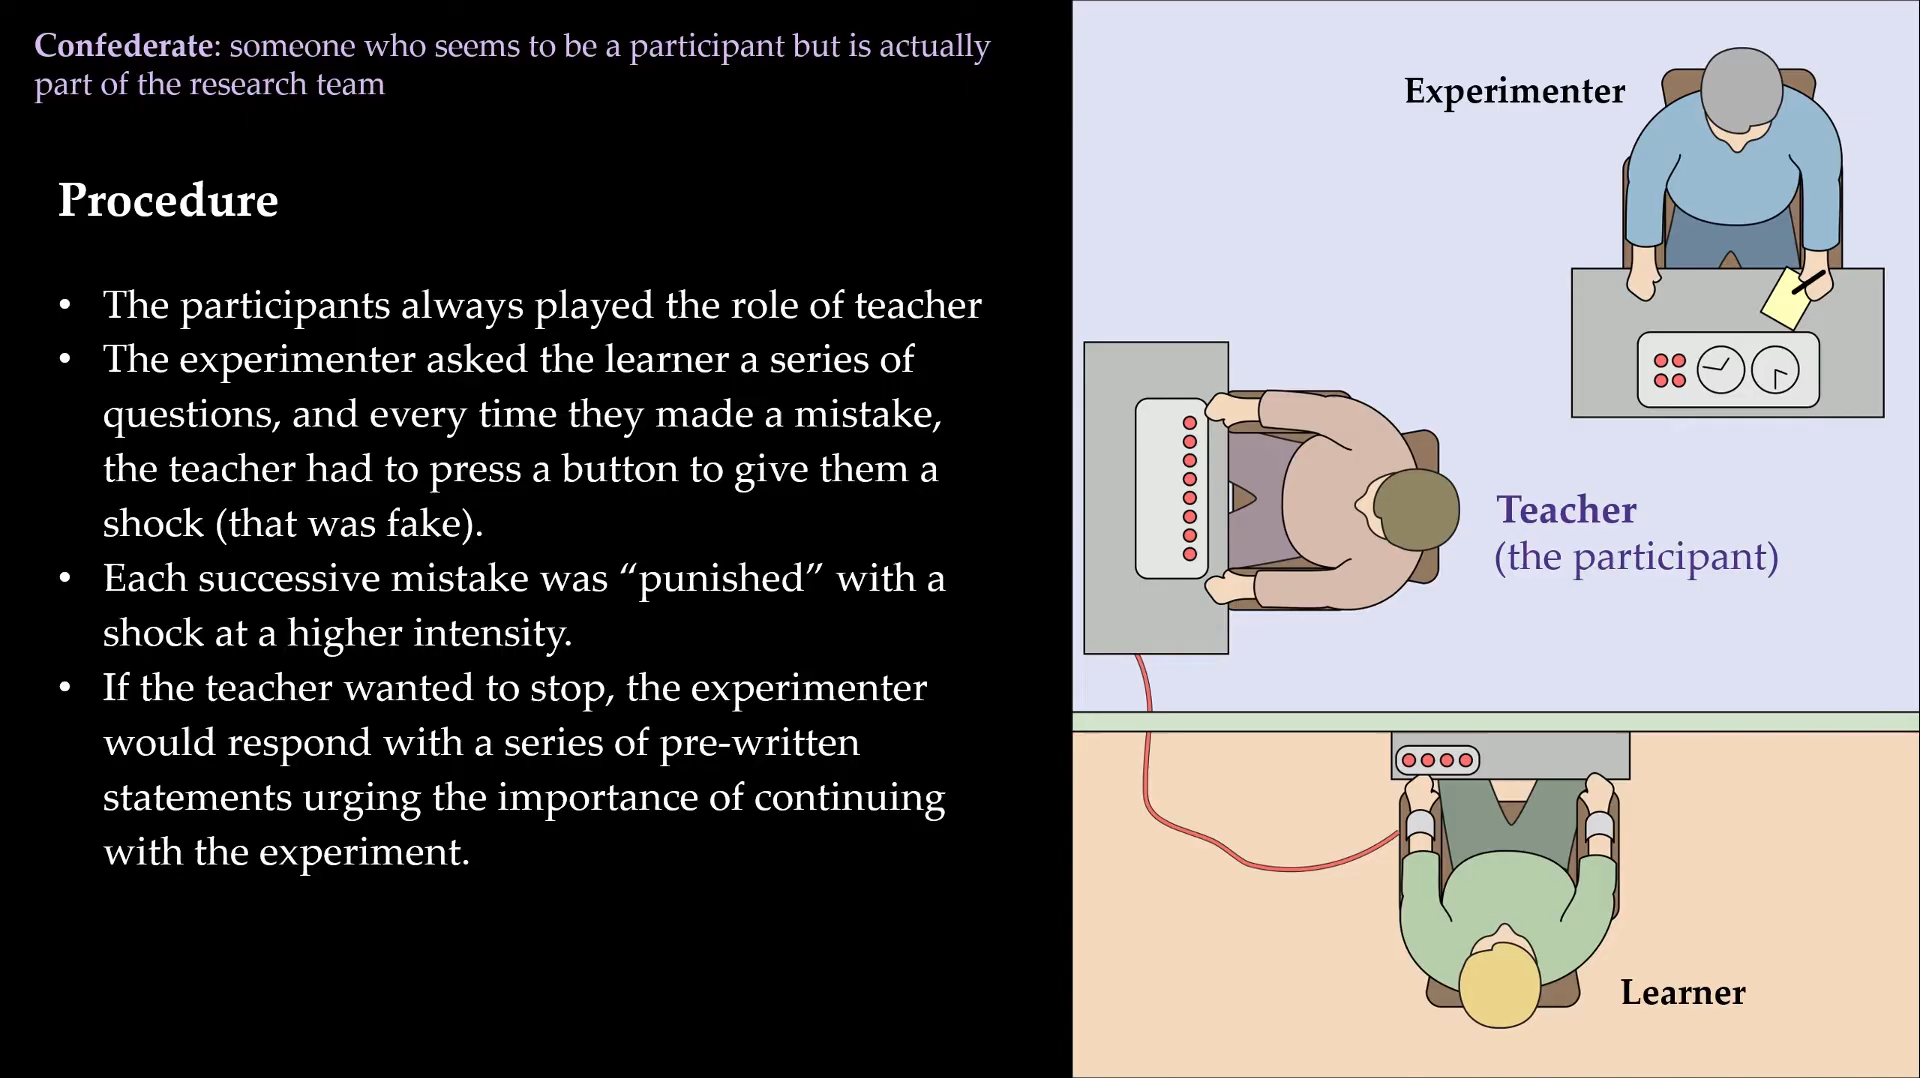 Confederate: someone who seems to be a participant but is actually
part of the research team
Procedure
• The participants always played the role of teacher
• The experimenter asked the learner a series of
questions, and every time they made a mistake,
the teacher had to press a button to give them a
shock (that was fake).
• Each successive mistake was “punished” with a
shock at a higher intensity.
• If the teacher wanted to stop, the experimenter
would respond with a series of pre-written
statements urging the importance of continuing
with the experiment.
Experimenter
Teacher
(the participant)
Learner